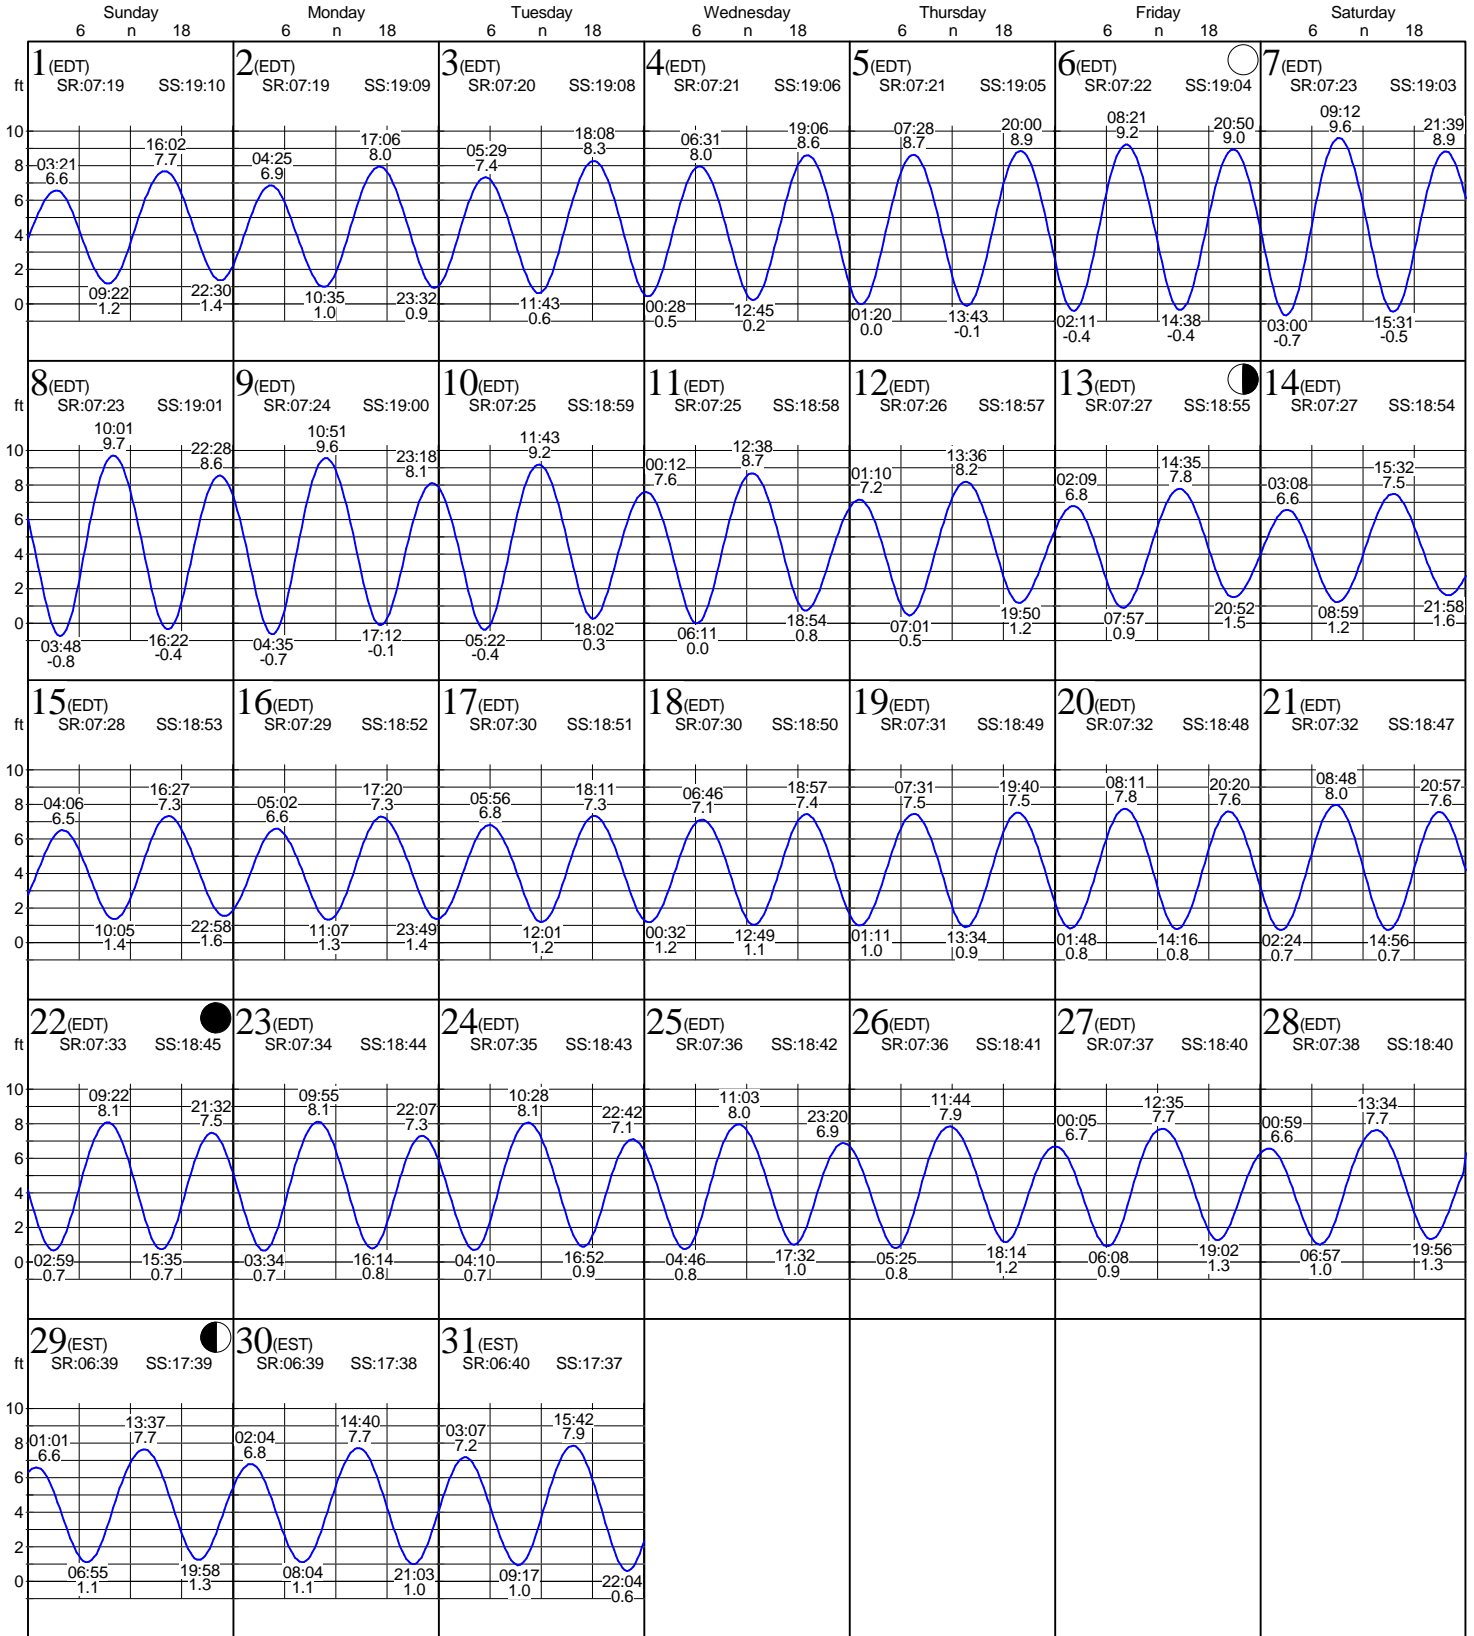 Sunday Monday Tuesday Wednesday Thursday Friday Saturday
6 n 18 6 n 18 6 n 18 6 n 18 6 n 18 6 n 18 6 n 18
1(EDT) 2(EDT) 3(EDT) 4(EDT) 5(EDT) 6(EDT) 7(EDT)
ft SR:07:19 SS:19:10 SR:07:19 SS:19:09 SR:07:20 SS:19:08 SR:07:21 SS:19:06 SR:07:21 SS:19:05 SR:07:22 SS:19:04 SR:07:23 SS:19:03
10
8
6
4
2
0
03:21 6.6 16:02 7.7 04:25 6.9 17:06 8.0 05:29 7.4 18:08 8.3 06:31 8.0 19:06 8.6 07:28 8.7 20:00 8.9 08:21 9.2 20:50 9.0 09:12 9.6 21:39 8.9
09:22 1.2 22:30 1.4 10:35 1.0 23:32 0.9 11:43 0.6 00:28 0.5 12:45 0.2 01:20 0.0 13:43 -0.1 02:11 -0.4 14:38 -0.4 03:00 -0.7 15:31 -0.5
8(EDT) 9(EDT) 10(EDT) 11(EDT) 12(EDT) 13(EDT) 14(EDT)
ft SR:07:23 SS:19:01 SR:07:24 SS:19:00 SR:07:25 SS:18:59 SR:07:25 SS:18:58 SR:07:26 SS:18:57 SR:07:27 SS:18:55 SR:07:27 SS:18:54
10
8
6
4
2
0
10:01 9.7 22:28 8.6 10:51 9.6 23:18 8.1 11:43 9.2 00:12 7.6 12:38 8.7 01:10 7.2 13:36 8.2 02:09 6.8 14:35 7.8 03:08 6.6 15:32 7.5
03:48 -0.8 16:22 -0.4 04:35 -0.7 17:12 -0.1 05:22 -0.4 18:02 0.3 06:11 0.0 18:54 0.8 07:01 0.5 19:50 1.2 07:57 0.9 20:52 1.5 08:59 1.2 21:58 1.6
15(EDT) 16(EDT) 17(EDT) 18(EDT) 19(EDT) 20(EDT) 21(EDT)
ft SR:07:28 SS:18:53 SR:07:29 SS:18:52 SR:07:30 SS:18:51 SR:07:30 SS:18:50 SR:07:31 SS:18:49 SR:07:32 SS:18:48 SR:07:32 SS:18:47
10
8
6
4
2
0
04:06 6.5 16:27 7.3 05:02 6.6 17:20 7.3 05:56 6.8 18:11 7.3 06:46 7.1 18:57 7.4 07:31 7.5 19:40 7.5 08:11 7.8 20:20 7.6 08:48 8.0 20:57 7.6
10:05 1.4 22:58 1.6 11:07 1.3 23:49 1.4 12:01 1.2 00:32 1.2 12:49 1.1 01:11 1.0 13:34 0.9 01:48 0.8 14:16 0.8 02:24 0.7 14:56 0.7
22(EDT) 23(EDT) 24(EDT) 25(EDT) 26(EDT) 27(EDT) 28(EDT)
ft SR:07:33 SS:18:45 SR:07:34 SS:18:44 SR:07:35 SS:18:43 SR:07:36 SS:18:42 SR:07:36 SS:18:41 SR:07:37 SS:18:40 SR:07:38 SS:18:40
10
8
6
4
2
0
09:22 8.1 21:32 7.5 09:55 8.1 22:07 7.3 10:28 8.1 22:42 7.1 11:03 8.0 23:20 6.9 11:44 7.9 00:05 6.7 12:35 7.7 00:59 6.6 13:34 7.7
02:59 0.7 15:35 0.7 03:34 0.7 16:14 0.8 04:10 0.7 16:52 0.9 04:46 0.8 17:32 1.0 05:25 0.8 18:14 1.2 06:08 0.9 19:02 1.3 06:57 1.0 19:56 1.3
29(EST) 30(EST) 31(EST)
ft SR:06:39 SS:17:39 SR:06:39 SS:17:38 SR:06:40 SS:17:37
10
8
6
4
2
0
01:01 6.6 13:37 7.7 02:04 6.8 14:40 7.7 03:07 7.2 15:42 7.9
06:55 1.1 19:58 1.3 08:04 1.1 21:03 1.0 09:17 1.0 22:04 0.6